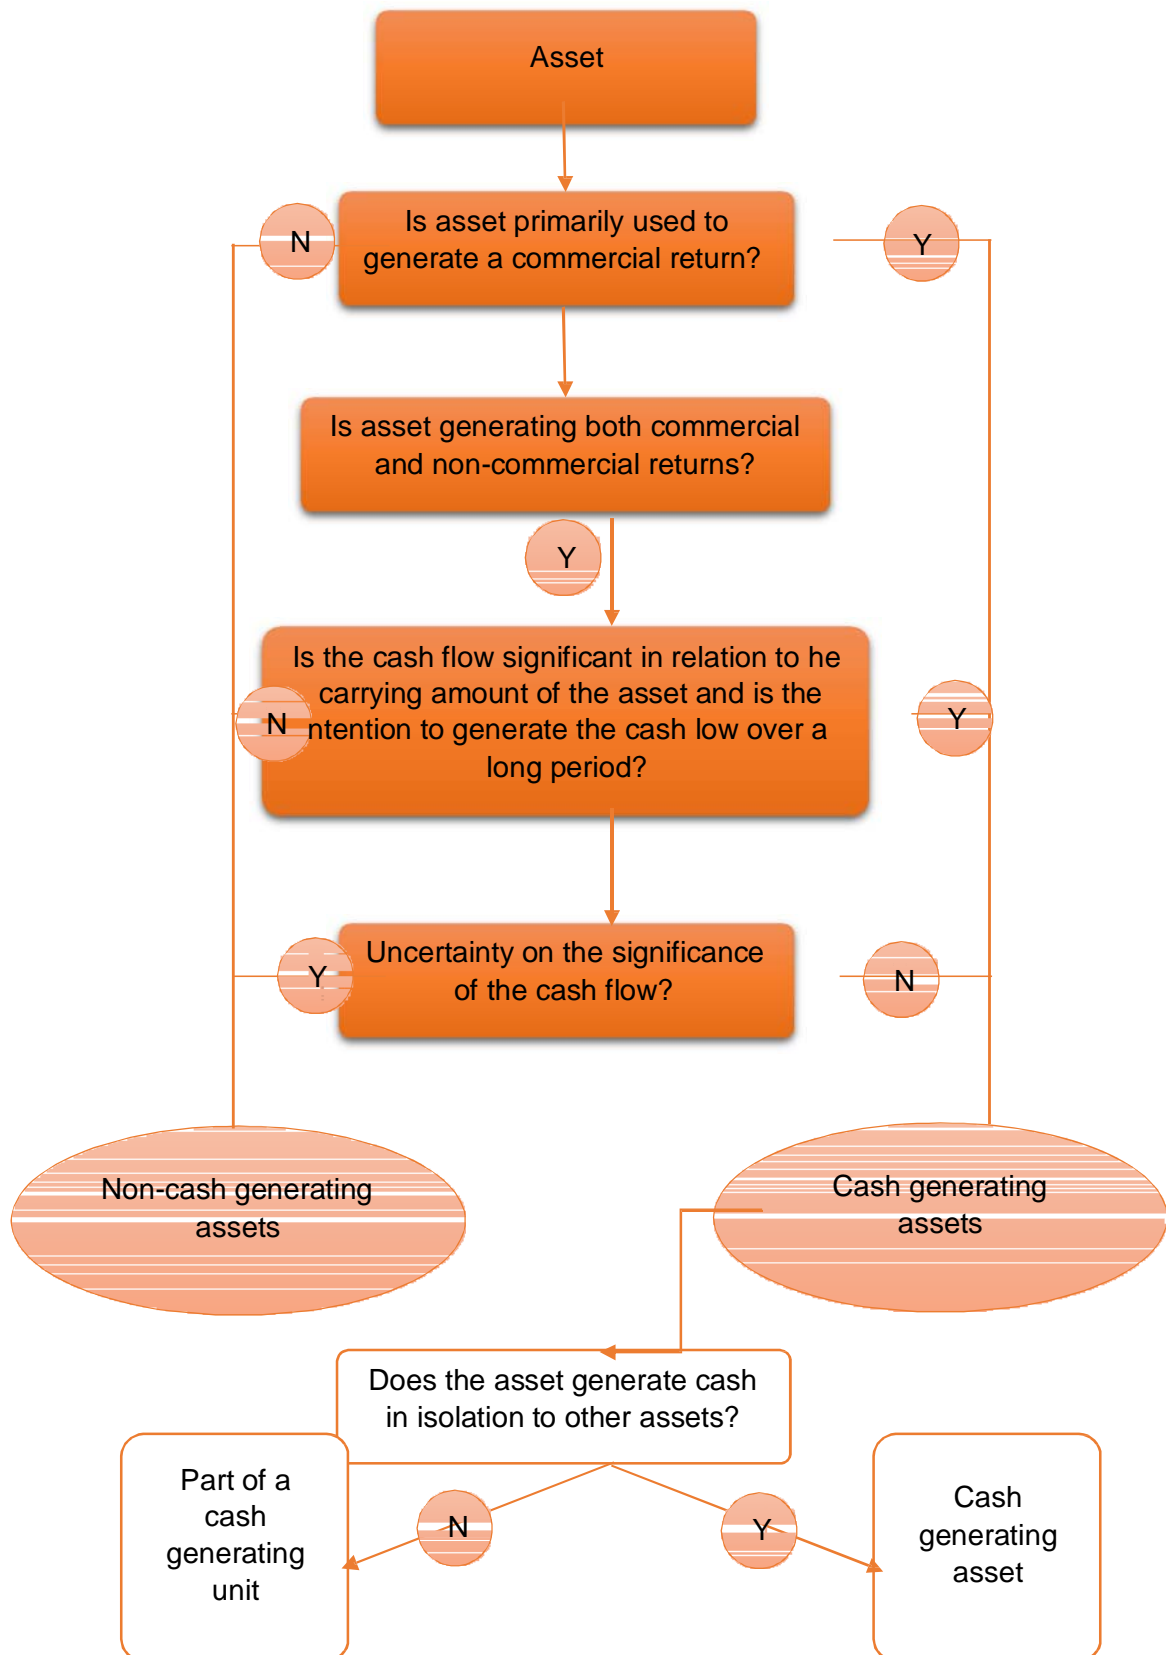 Asset
N
Is asset primarily used to
generate a commercial return?
Y
Is asset generating both commercial
and non-commercial returns?
Y
Is the cash flow significant in relation to he
carrying amount of the asset and is the
ntention to generate the cash low over a
long period?
N
Y
Uncertainty on the significance
of the cash flow?
Y
N
Non-cash generating
assets
Cash generating
assets
Does the asset generate cash
in isolation to other assets?
Part of a
cash
generating
unit
N
Y
Cash
generating
asset